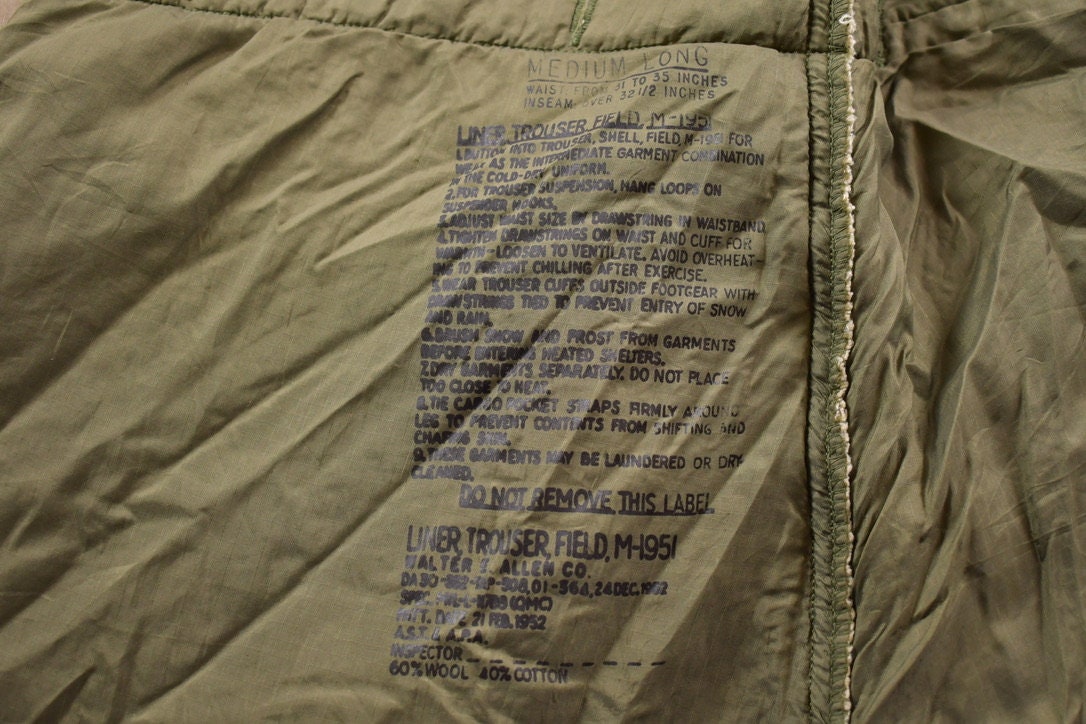 MEDIUM LONG
WAIST FROM 31 TO 35 INCHES
INSEAM OVER 32 1/2 INCHES
LINER, TROUSER, FIELD, M-1951
1. BUTTON INTO TROUSER, SHELL, FIELD, M-1951 FOR
WEAR AS THE INTERMEDIATE GARMENT COMBINATION
IN THE COLD-DRY UNIFORM.
2. FOR TROUSER SUSPENSION, HANG LOOPS ON
SUSPENDER HOOKS.
3. ADJUST WAIST SIZE BY DRAWSTRING IN WAISTBAND
4. TIGHTEN DRAWSTRINGS ON WAIST AND CUFF FOR
WARMTH - LOOSEN TO VENTILATE. AVOID OVERHEAT-
ING TO PREVENT CHILLING AFTER EXERCISE.
5. WEAR TROUSER CUFFS OUTSIDE FOOTGEAR WITH
DRAWSTRINGS TIED TO PREVENT ENTRY OF SNOW
AND RAIN.
6. BRUSH SNOW AND FROST FROM GARMENTS
BEFORE ENTERING HEATED SHELTERS.
7. DRY GARMENTS SEPARATELY. DO NOT PLACE
TOO CLOSE TO HEAT.
8. TIE CARGO POCKET STRAPS FIRMLY AROUND
LEG TO PREVENT CONTENTS FROM SHIFTING AND
CHAFING SKIN.
9. THESE GARMENTS MAY BE LAUNDERED OR DRY
CLEANED.
DO NOT REMOVE THIS LABEL
LINER, TROUSER, FIELD, M-1951
WALTER ALLEN CO.
24 DEC. 1952
SPEC. (QMC)
PATT. DATE 21 FEB. 1952
INSPECTOR
60% WOOL 40% COTTON